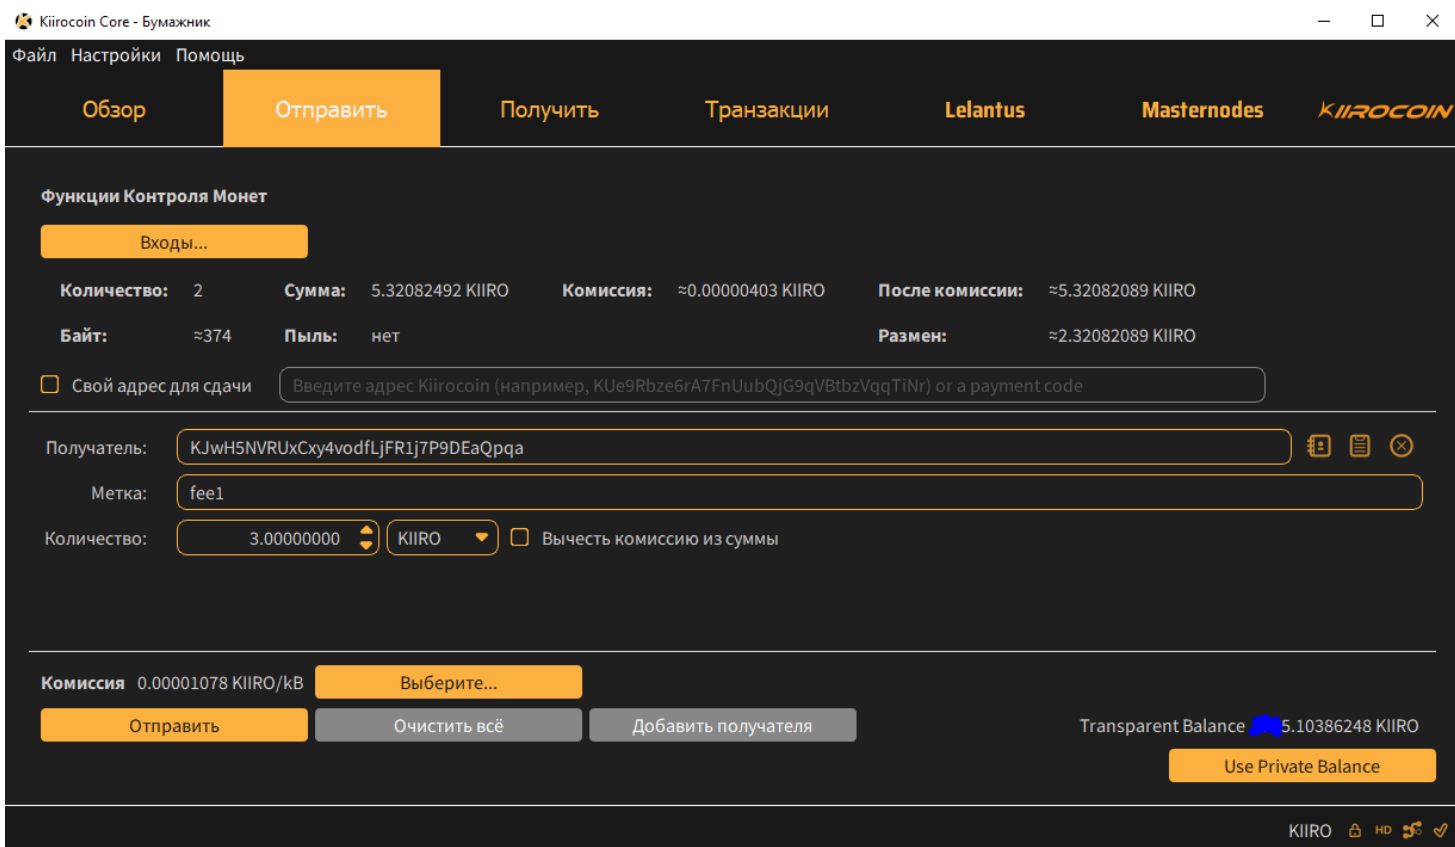 Kiirocoin Core - Бумажник
Файл Настройки Помощь
Обзор Отправить Получить Транзакции Lelantus Masternodes KIIROCOIN
Функции Контроля Монет
Входы...
Количество: 2 Сумма: 5.32082492 KIIRO Комиссия: ≈0.00000403 KIIRO После комиссии: ≈5.32082089 KIIRO
Байт: ≈374 Пыль: нет Размен: ≈2.32082089 KIIRO
Свой адрес для сдачи Введите адрес Kiirocoin (например, KUe9Rbze6rA7FnUubQjG9qVBtbzVqqTiNr) or a payment code
Получатель: KJwH5NVRUxCxy4vodfLjFR1j7P9DEaQpqa
Метка: fee1
Количество: 3.00000000 KIIRO Вычесть комиссию из суммы
Комиссия 0.00001078 KIIRO/kB Выберите...
Отправить Очистить всё Добавить получателя Transparent Balance 5.10386248 KIIRO
Use Private Balance
KIIRO HD